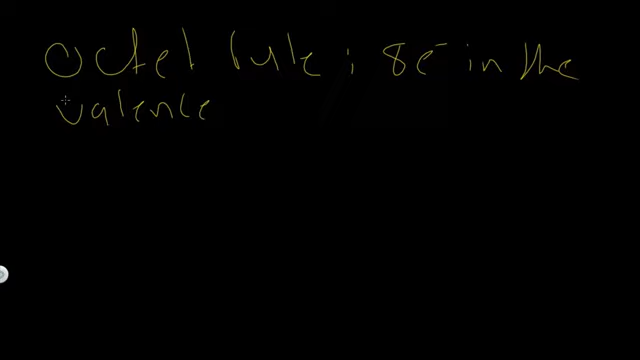 Octet rule : 8e⁻ in the
valence